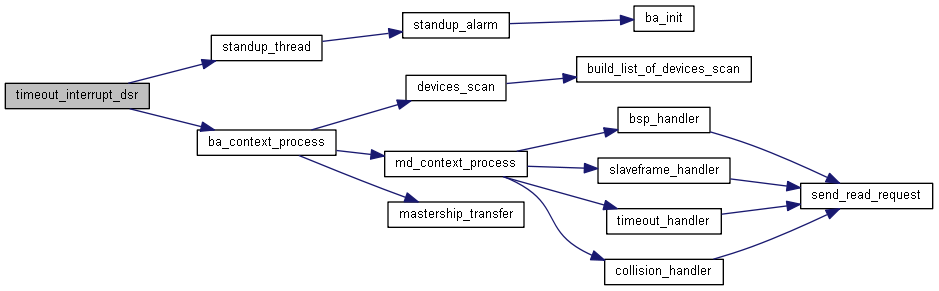 ba_init
standup_alarm
standup_thread
build_list_of_devices_scan
devices_scan
timeout_interrupt_dsr
bsp_handler
ba_context_process
md_context_process
slaveframe_handler
send_read_request
mastership_transfer
timeout_handler
collision_handler